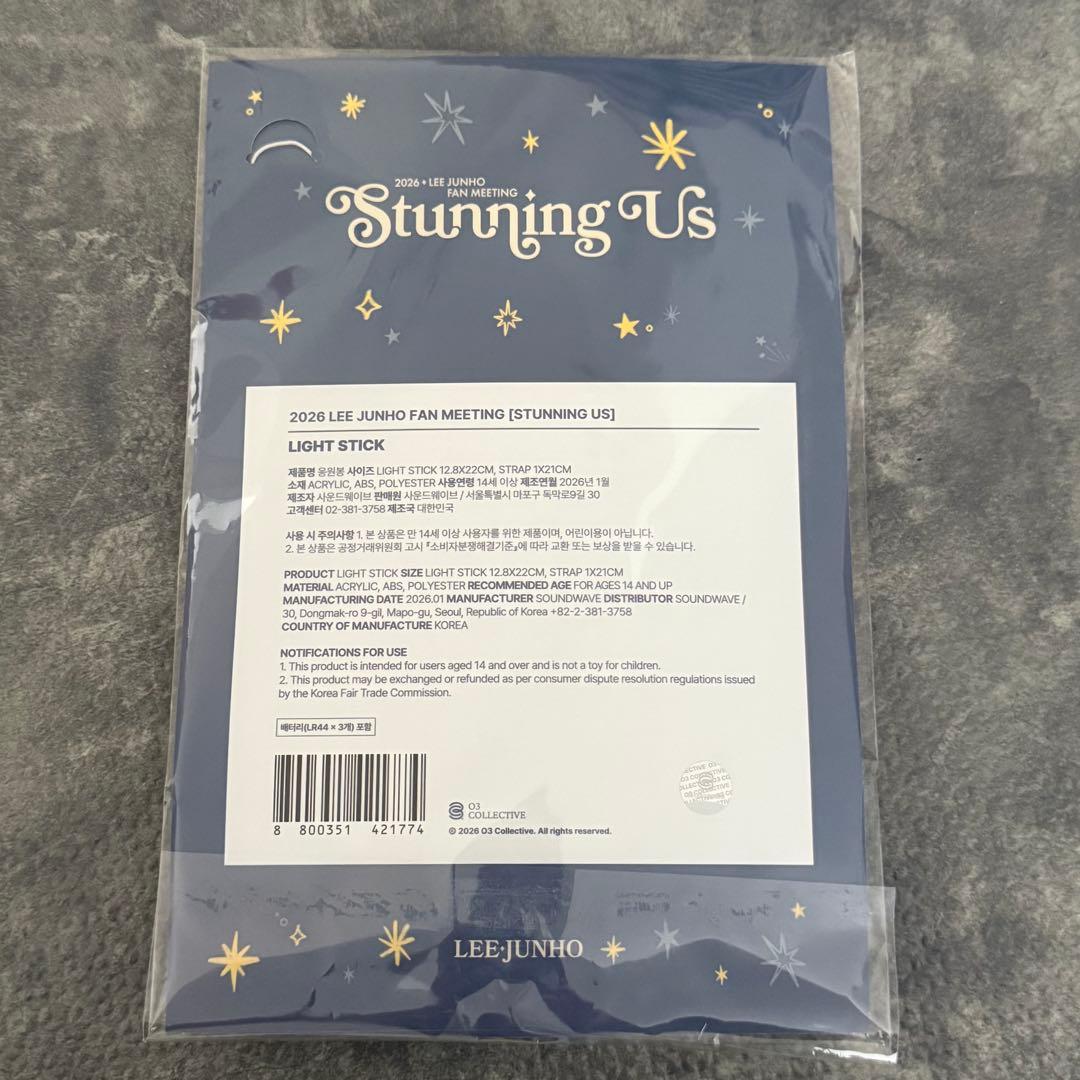 2026 LEE JUNHO
FAN MEETING
Stunning Us
2026 LEE JUNHO FAN MEETING [STUNNING US]
LIGHT STICK
제품명 응원봉 사이즈 LIGHT STICK 12.8X22CM, STRAP 1X21CM
소재 ACRYLIC, ABS, POLYESTER 사용연령 14세 이상 제조연월 2026년 1월
제조자 사운드웨이브 판매원 사운드웨이브 / 서울특별시 마포구 독막로9길 30
고객센터 02-381-3758 제조국 대한민국
사용 시 주의사항 1. 본 상품은 만 14세 이상 사용자를 위한 제품이며, 어린이용이 아닙니다.
2. 본 상품은 공정거래위원회 고시 『소비자분쟁해결기준』에 따라 교환 또는 보상을 받을 수 있습니다.
PRODUCT LIGHT STICK SIZE LIGHT STICK 12.8X22CM, STRAP 1X21CM
MATERIAL ACRYLIC, ABS, POLYESTER RECOMMENDED AGE FOR AGES 14 AND UP
MANUFACTURING DATE 2026.01 MANUFACTURER SOUNDWAVE DISTRIBUTOR SOUNDWAVE /
30, Dongmak-ro 9-gil, Mapo-gu, Seoul, Republic of Korea +82-2-381-3758
COUNTRY OF MANUFACTURE KOREA
NOTIFICATIONS FOR USE
1. This product is intended for users aged 14 and over and is not a toy for children.
2. This product may be exchanged or refunded as per consumer dispute resolution regulations issued
by the Korea Fair Trade Commission.
배터리(LR44 × 3개) 포함
8 800351 421774
O3
COLLECTIVE
© 2026 O3 Collective. All rights reserved.
LEE JUNHO